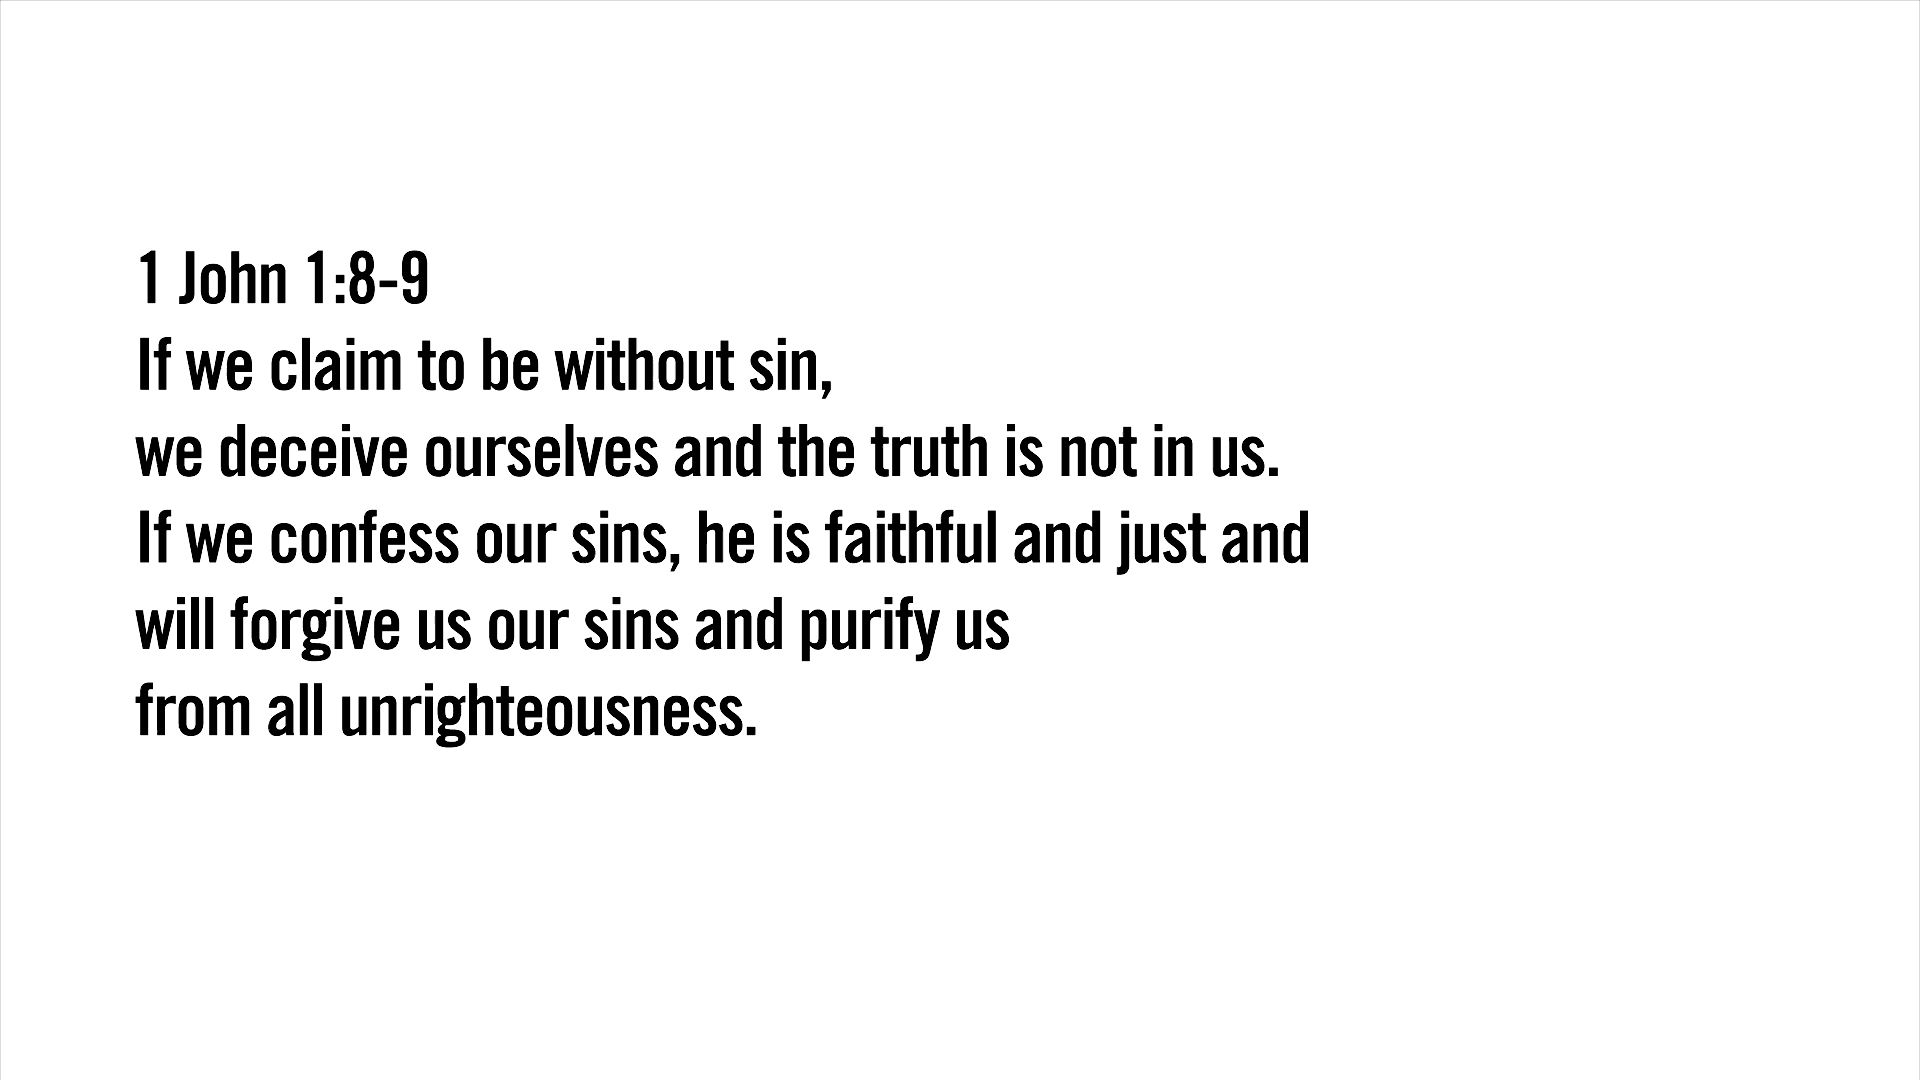 1 John 1:8-9
If we claim to be without sin,
we deceive ourselves and the truth is not in us.
If we confess our sins, he is faithful and just and
will forgive us our sins and purify us
from all unrighteousness.